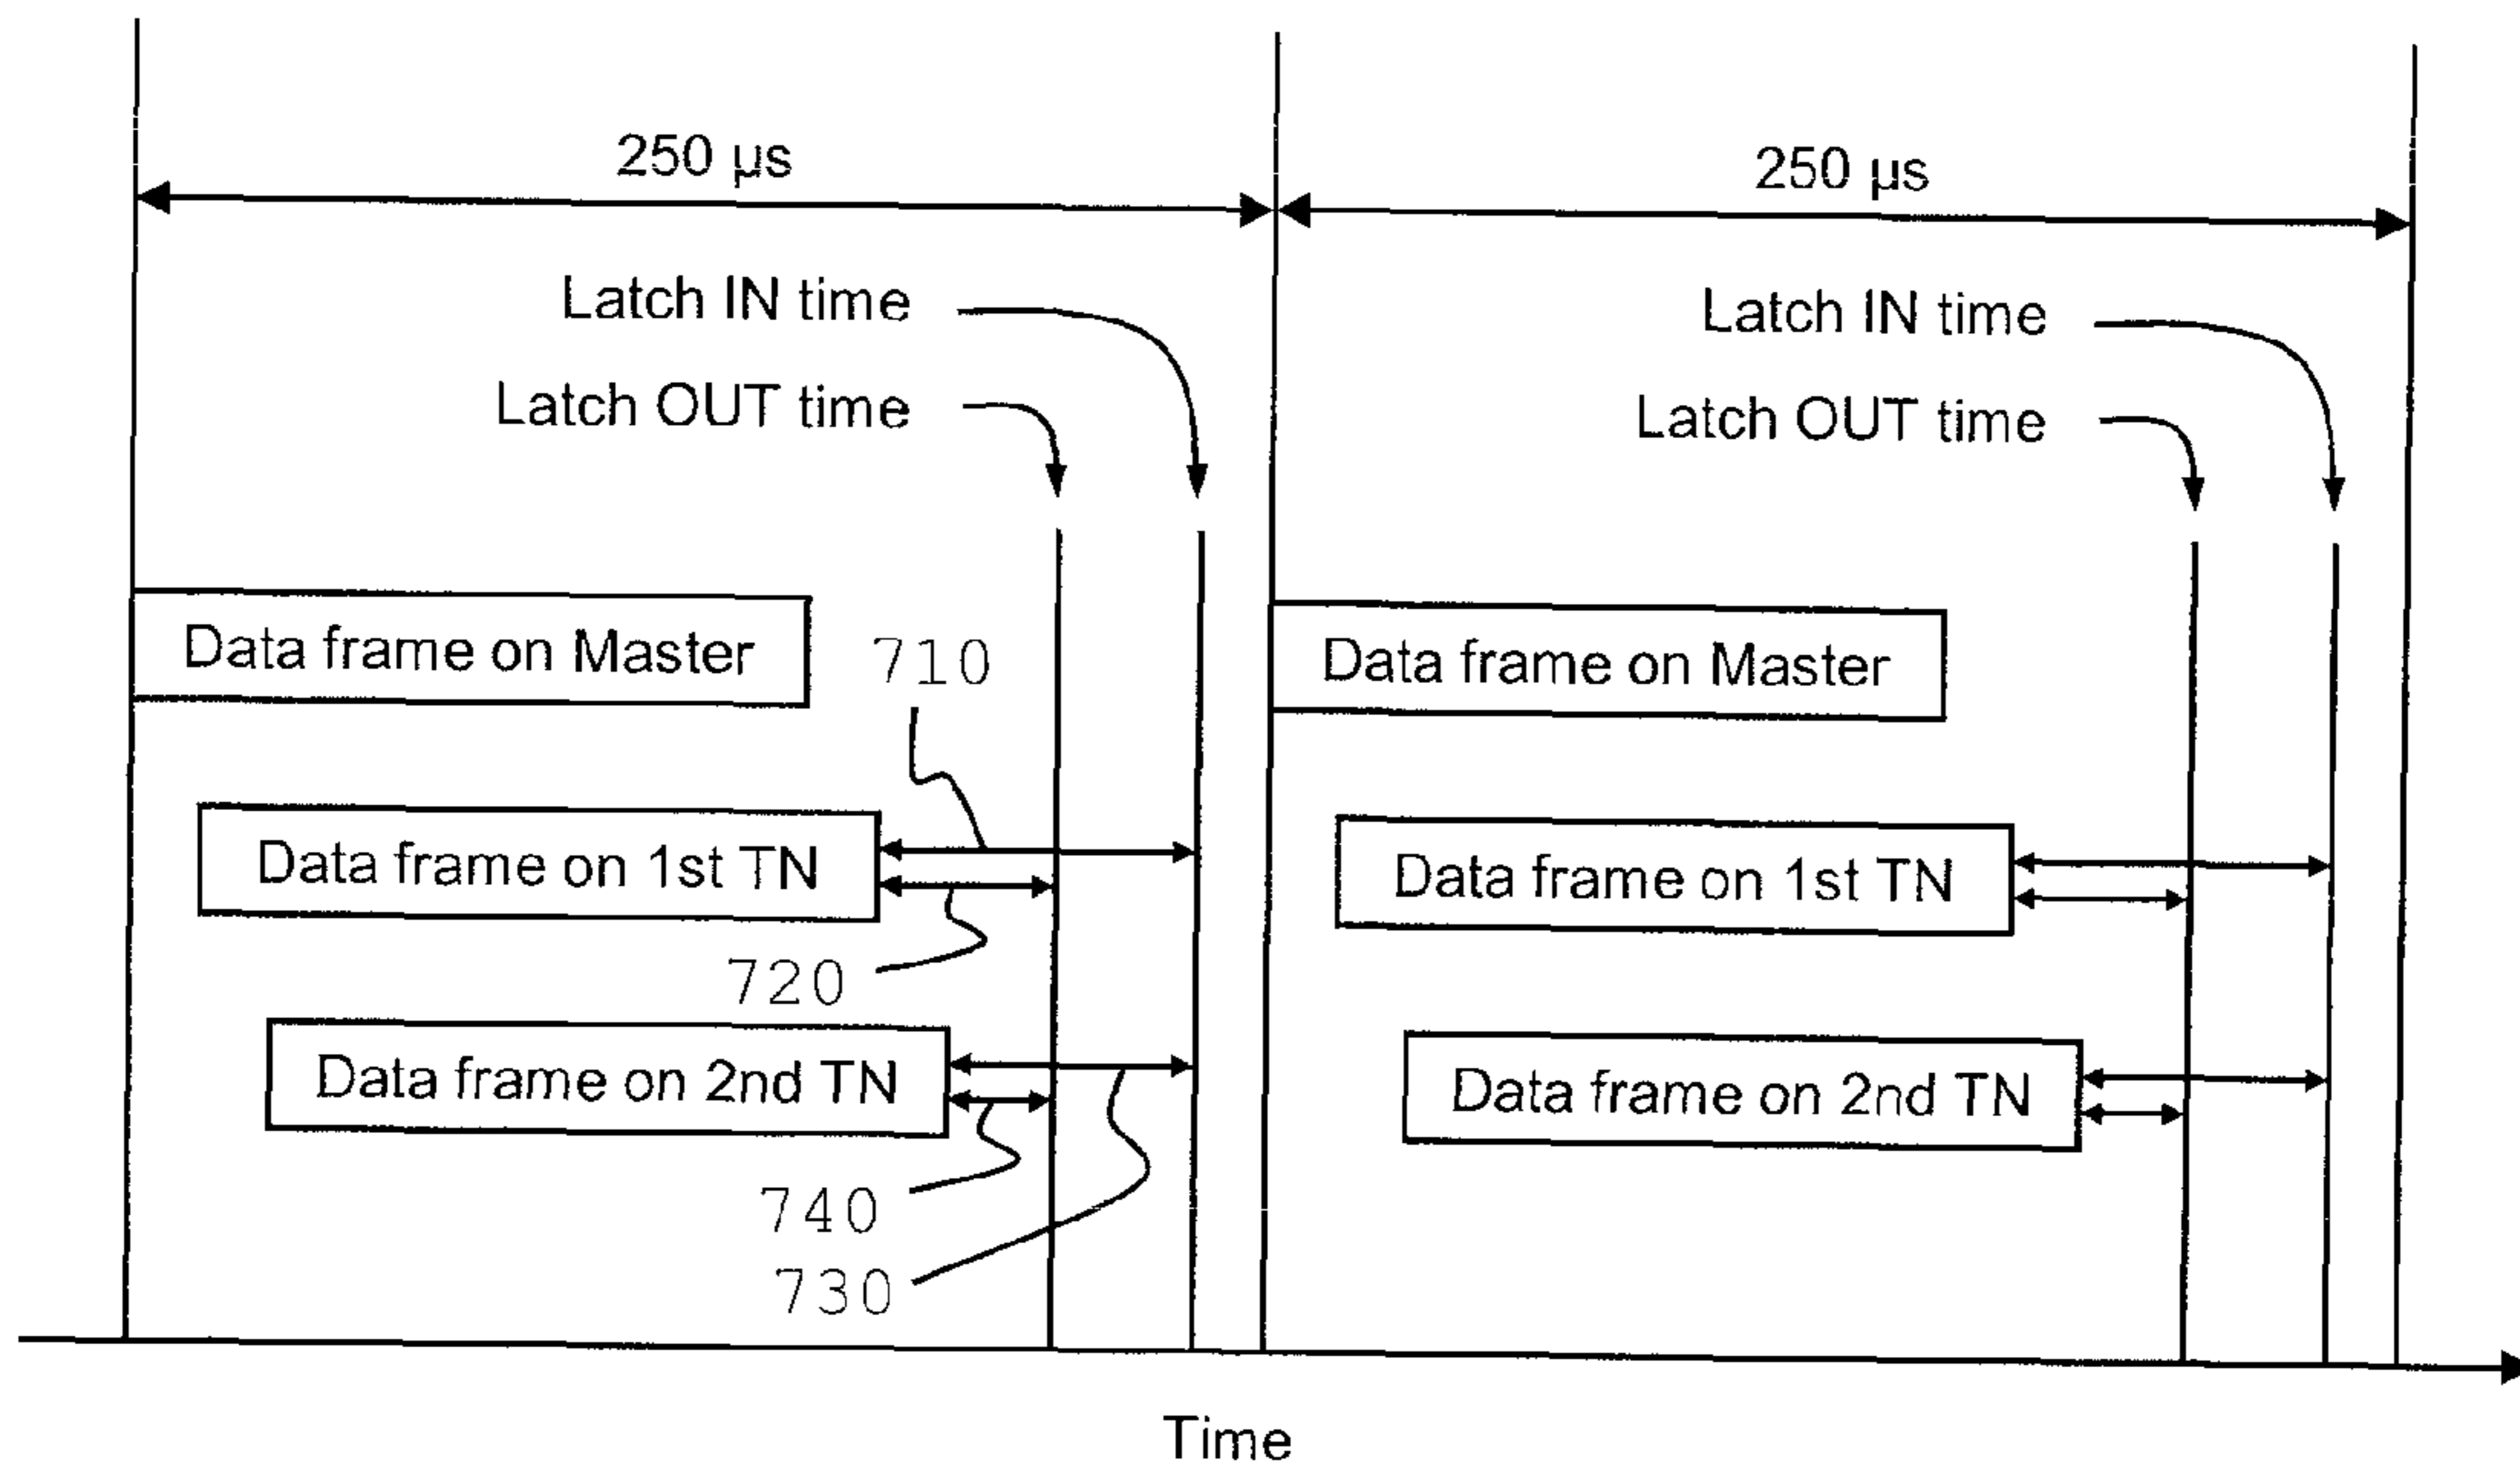 250 µs
250 µs
Latch IN time
Latch IN time
Latch OUT time
Latch OUT time
Data frame on Master
710
Data frame on Master
Data frame on 1st TN
Data frame on 1st TN
720
Data frame on 2nd TN
Data frame on 2nd TN
740
730
Time